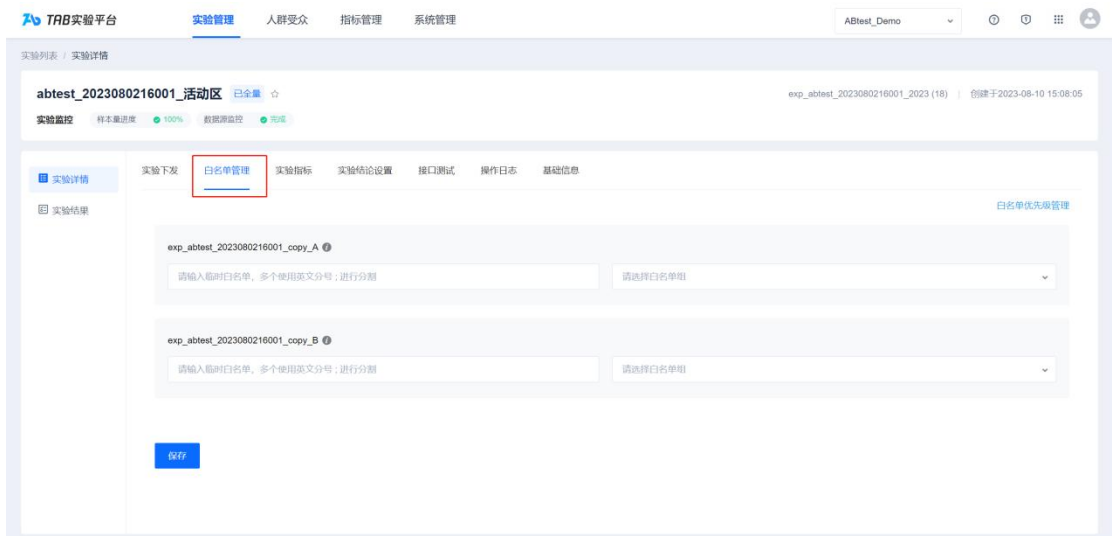 TAB实验平台 实验管理 人群受众 指标管理 系统管理 ABtest_Demo
实验列表 / 实验详情
abtest_2023080216001_活动区 已全量 exp_abtest_2023080216001_2023 (18) 创建于2023-08-10 15:08:05
实验监控 样本量进度 100% 数据源监控 完成
实验详情 实验下发 白名单管理 实验指标 实验结论设置 接口测试 操作日志 基础信息
实验结果 白名单优先级管理
exp_abtest_2023080216001_copy_A
请输入临时白名单，多个使用英文分号 ; 进行分割 请选择白名单组
exp_abtest_2023080216001_copy_B
请输入临时白名单，多个使用英文分号 ; 进行分割 请选择白名单组
保存